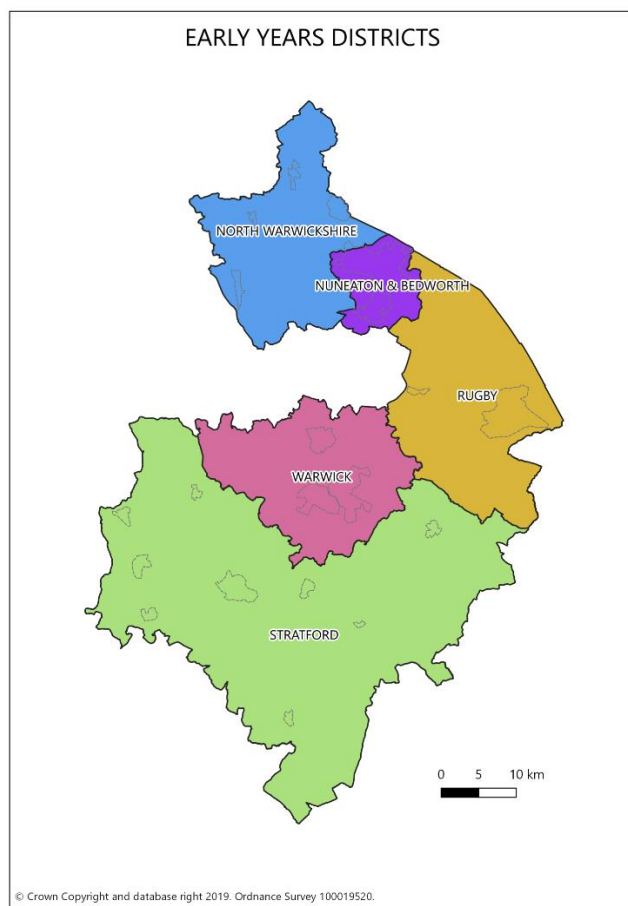 EARLY YEARS DISTRICTS
NORTH WARWICKSHIRE
NUNEATON & BEDWORTH
RUGBY
WARWICK
STRATFORD
0 5 10 km
© Crown Copyright and database right 2019. Ordnance Survey 100019520.